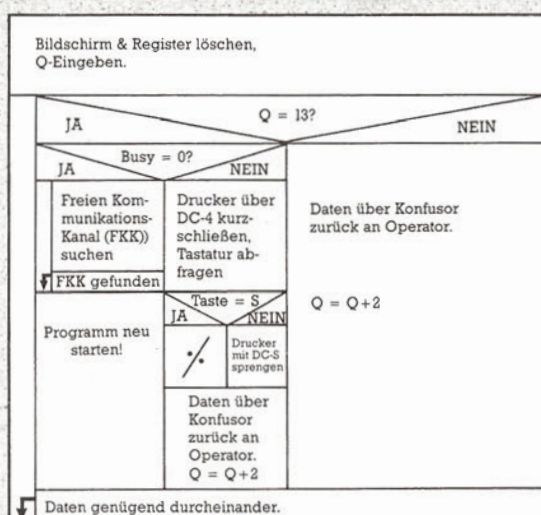 Bildschirm & Register löschen,
Q-Eingeben.
Q = 13?
JA
NEIN
Busy = 0?
JA
NEIN
Freien Kom-
munikations-
Kanal (FKK))
suchen
FKK gefunden
Programm neu
starten!
Drucker über
DC-4 kurz-
schließen,
Tastatur ab-
fragen
Taste = S
JA
NEIN
·/·
Drucker
mit DC-S
sprengen
Daten über
Konfusor
zurück an
Operator.
Q = Q+2
Daten über Konfusor
zurück an Operator.
Q = Q+2
Daten genügend durcheinander.